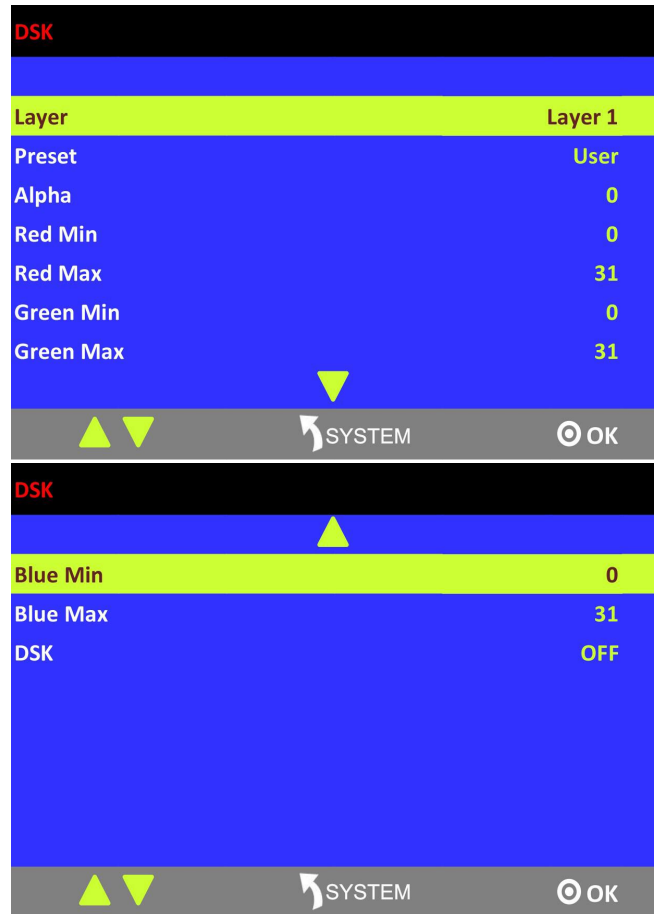 DSK
Layer Layer 1
Preset User
Alpha 0
Red Min 0
Red Max 31
Green Min 0
Green Max 31
SYSTEM OK
DSK
Blue Min 0
Blue Max 31
DSK OFF
SYSTEM OK